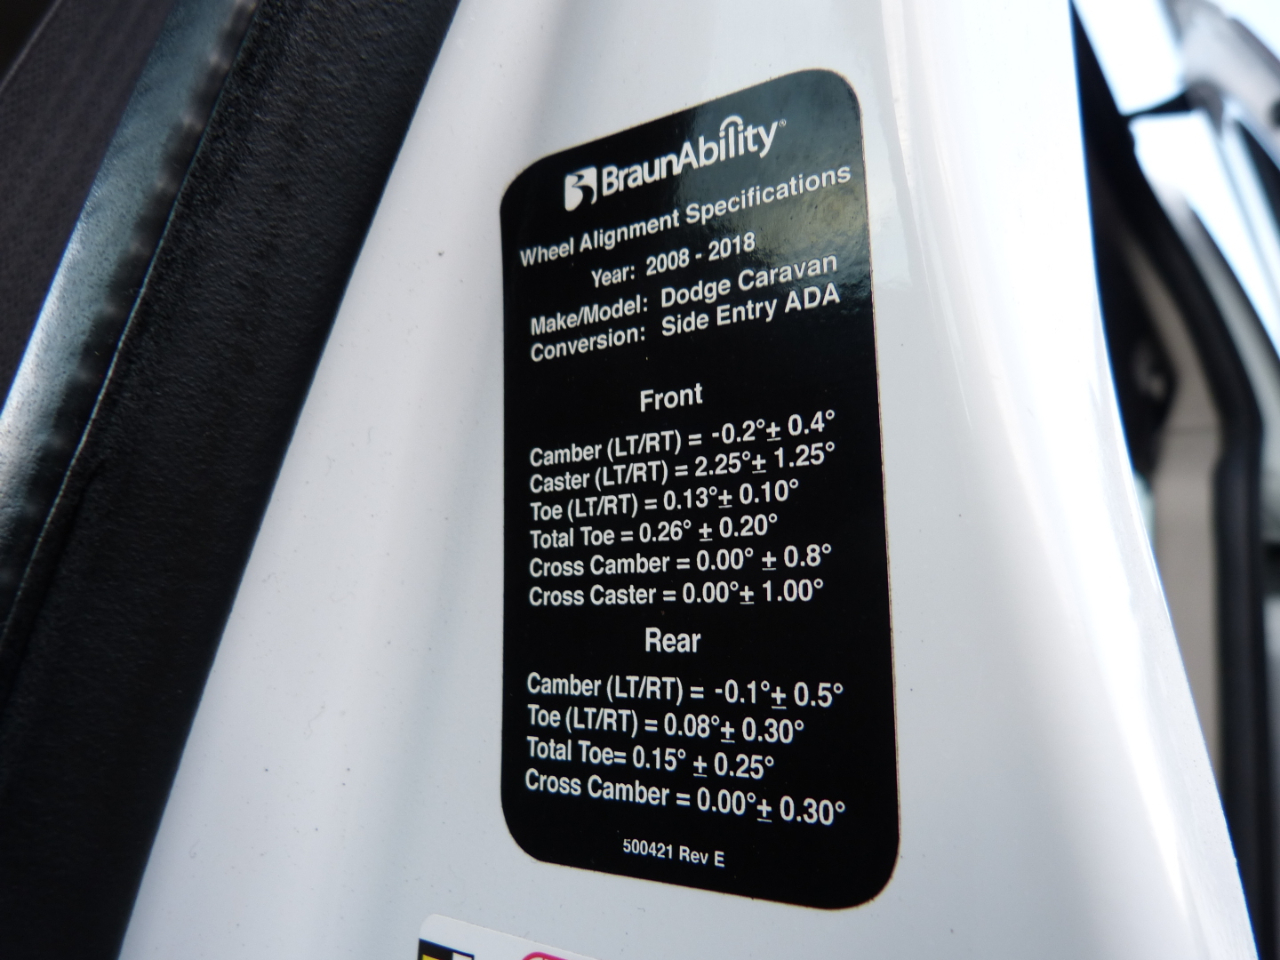 BraunAbility®
Wheel Alignment Specifications
Year: 2008 - 2018
Make/Model: Dodge Caravan
Conversion: Side Entry ADA
Front
Camber (LT/RT) = -0.2°± 0.4°
Caster (LT/RT) = 2.25°± 1.25°
Toe (LT/RT) = 0.13°± 0.10°
Total Toe = 0.26° ± 0.20°
Cross Camber = 0.00° ± 0.8°
Cross Caster = 0.00°± 1.00°
Rear
Camber (LT/RT) = -0.1°± 0.5°
Toe (LT/RT) = 0.08°± 0.30°
Total Toe= 0.15° ± 0.25°
Cross Camber = 0.00°± 0.30°
500421 Rev E